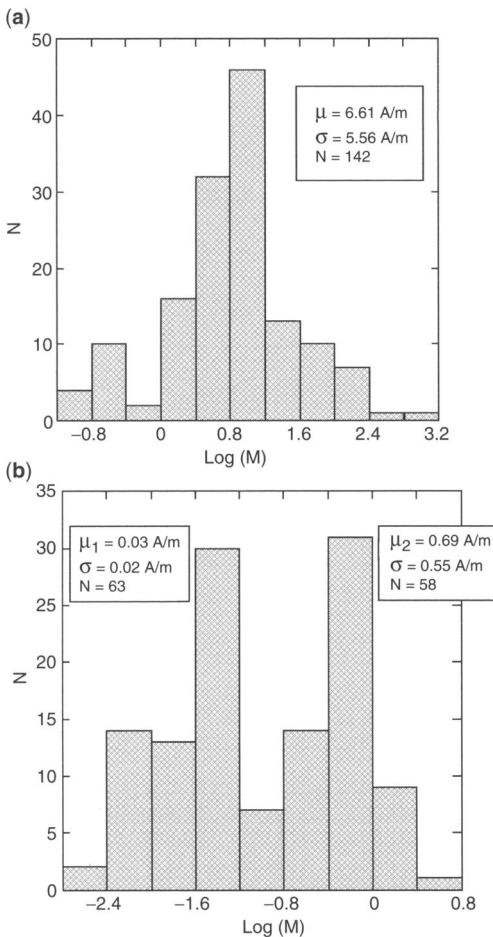 (a)
50
40
30
20
10
0
N
μ = 6.61 A/m
σ = 5.56 A/m
N = 142
−0.8 0 0.8 1.6 2.4 3.2
Log (M)
(b)
35
30
25
20
15
10
5
0
N
μ1 = 0.03 A/m
σ = 0.02 A/m
N = 63
μ2 = 0.69 A/m
σ = 0.55 A/m
N = 58
−2.4 −1.6 −0.8 0 0.8
Log (M)